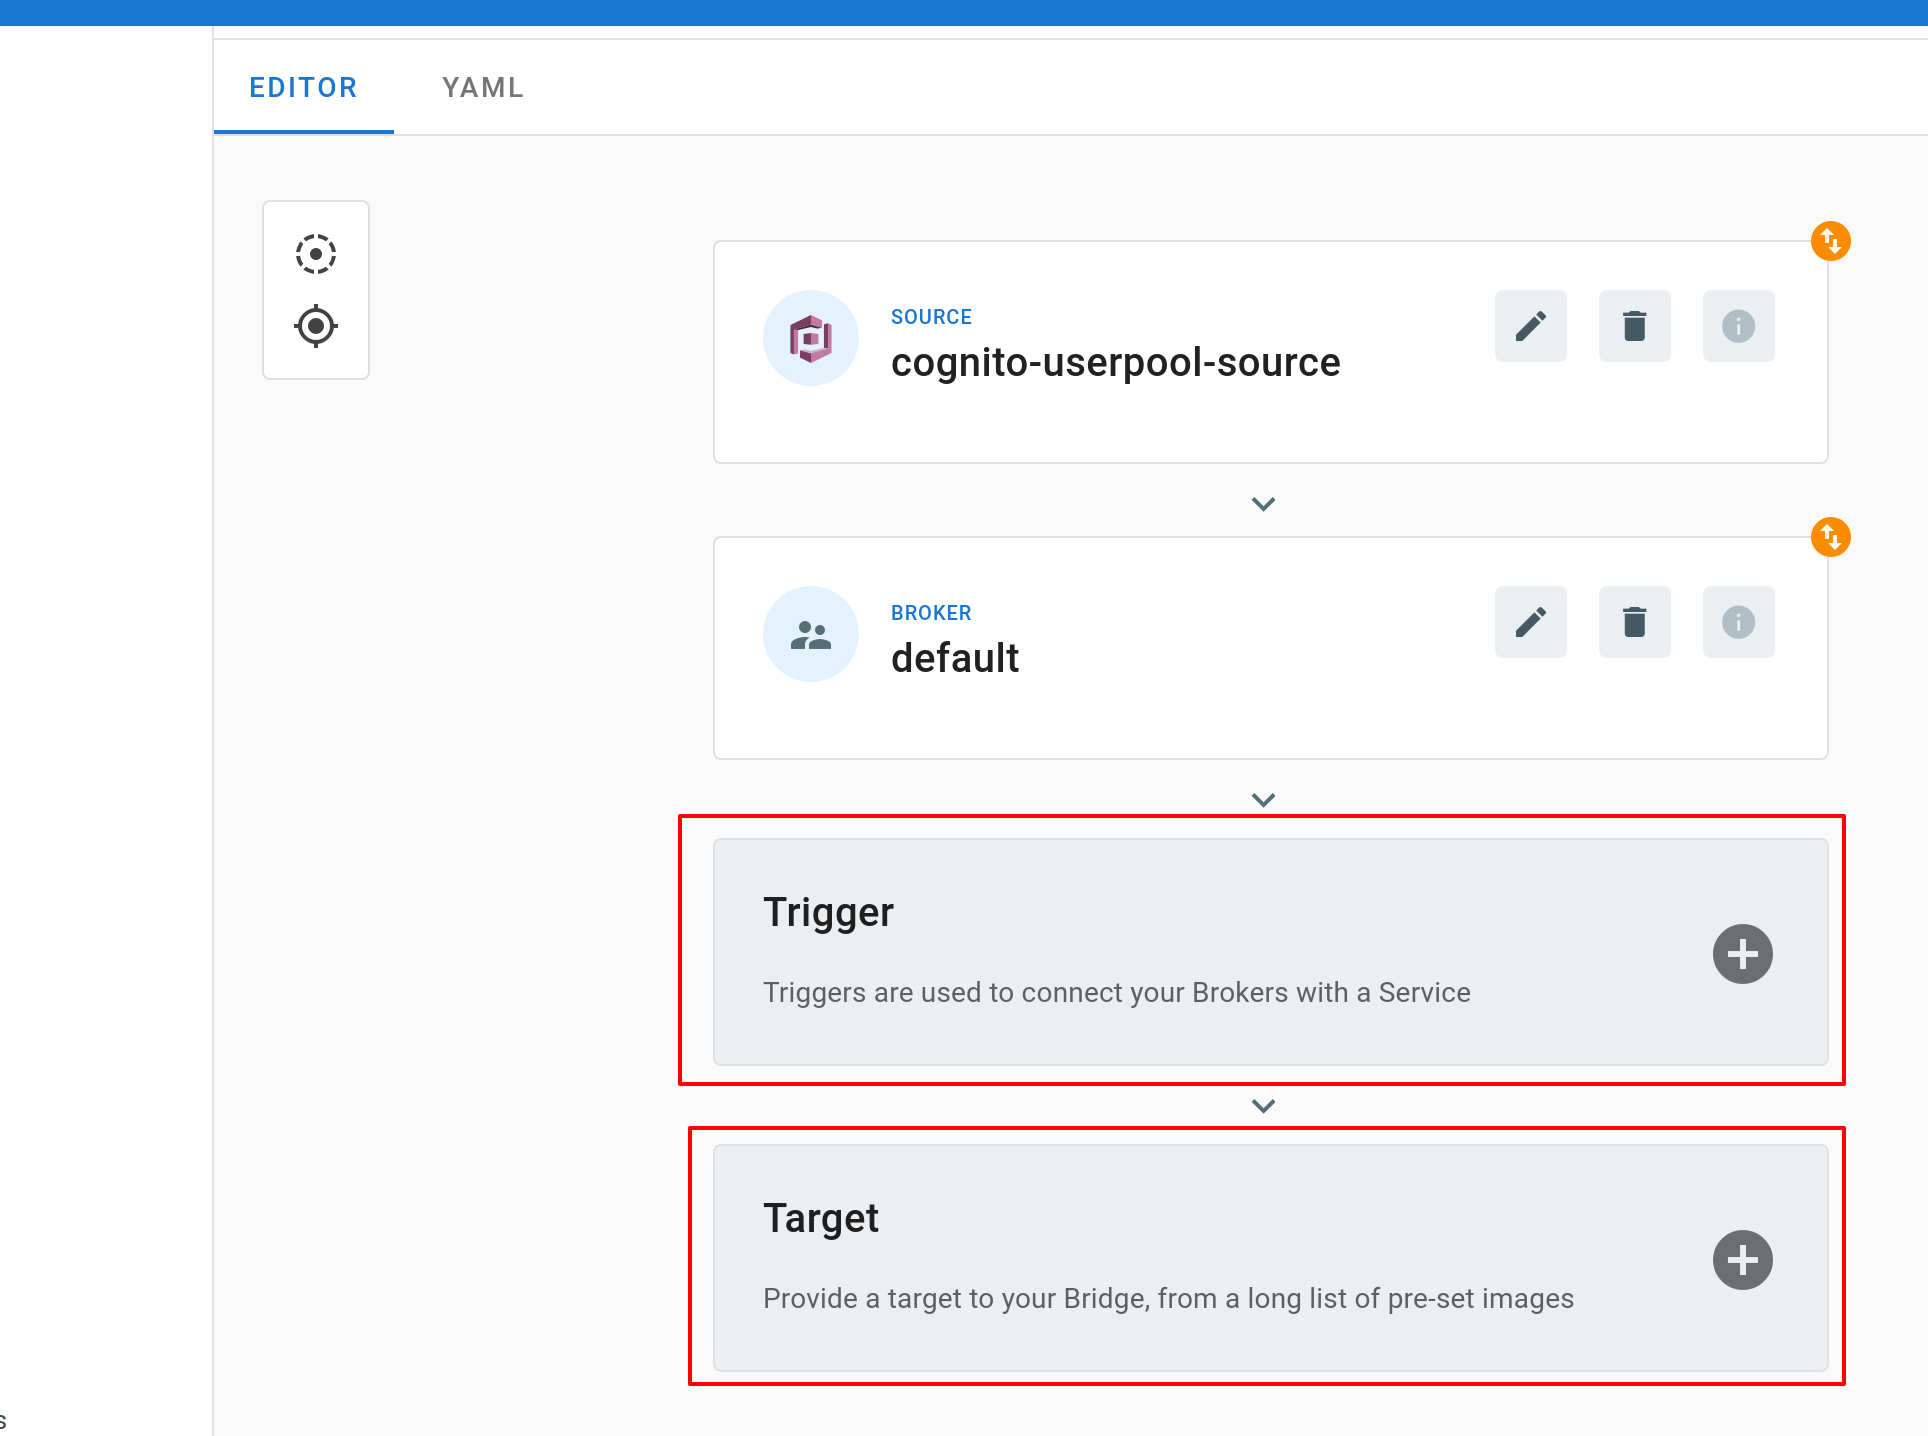 EDITOR YAML
SOURCE
cognito-userpool-source
BROKER
default
Trigger
Triggers are used to connect your Brokers with a Service
Target
Provide a target to your Bridge, from a long list of pre-set images
s